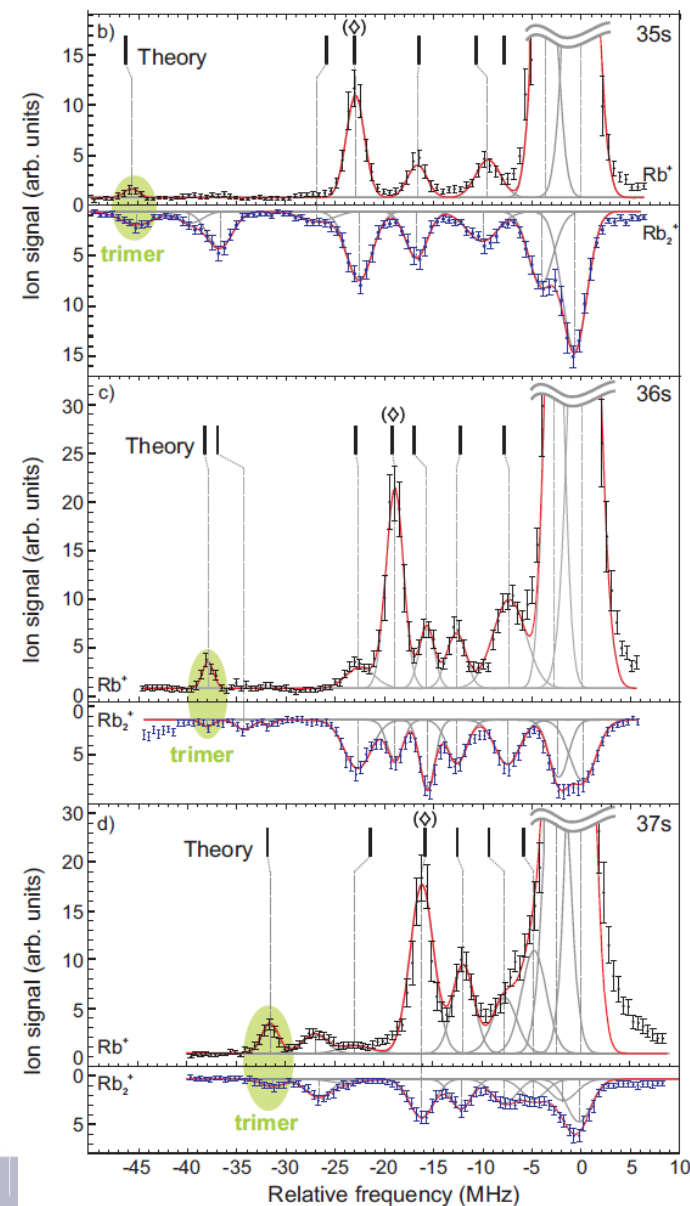 b) (◊) 35s
Theory
15
10
5
0
Rb+
Rb2+
trimer
5
10
15
Ion signal (arb. units)
c) (◊) 36s
30
Theory
25
20
15
10
5
0
Rb+
Rb2+
trimer
5
Ion signal (arb. units)
d) (◊) 37s
30
Theory
20
15
10
5
0
Rb+
0
Rb2+
trimer
5
Ion signal (arb. units)
-45 -40 -35 -30 -25 -20 -15 -10 -5 0 5 10
Relative frequency (MHz)